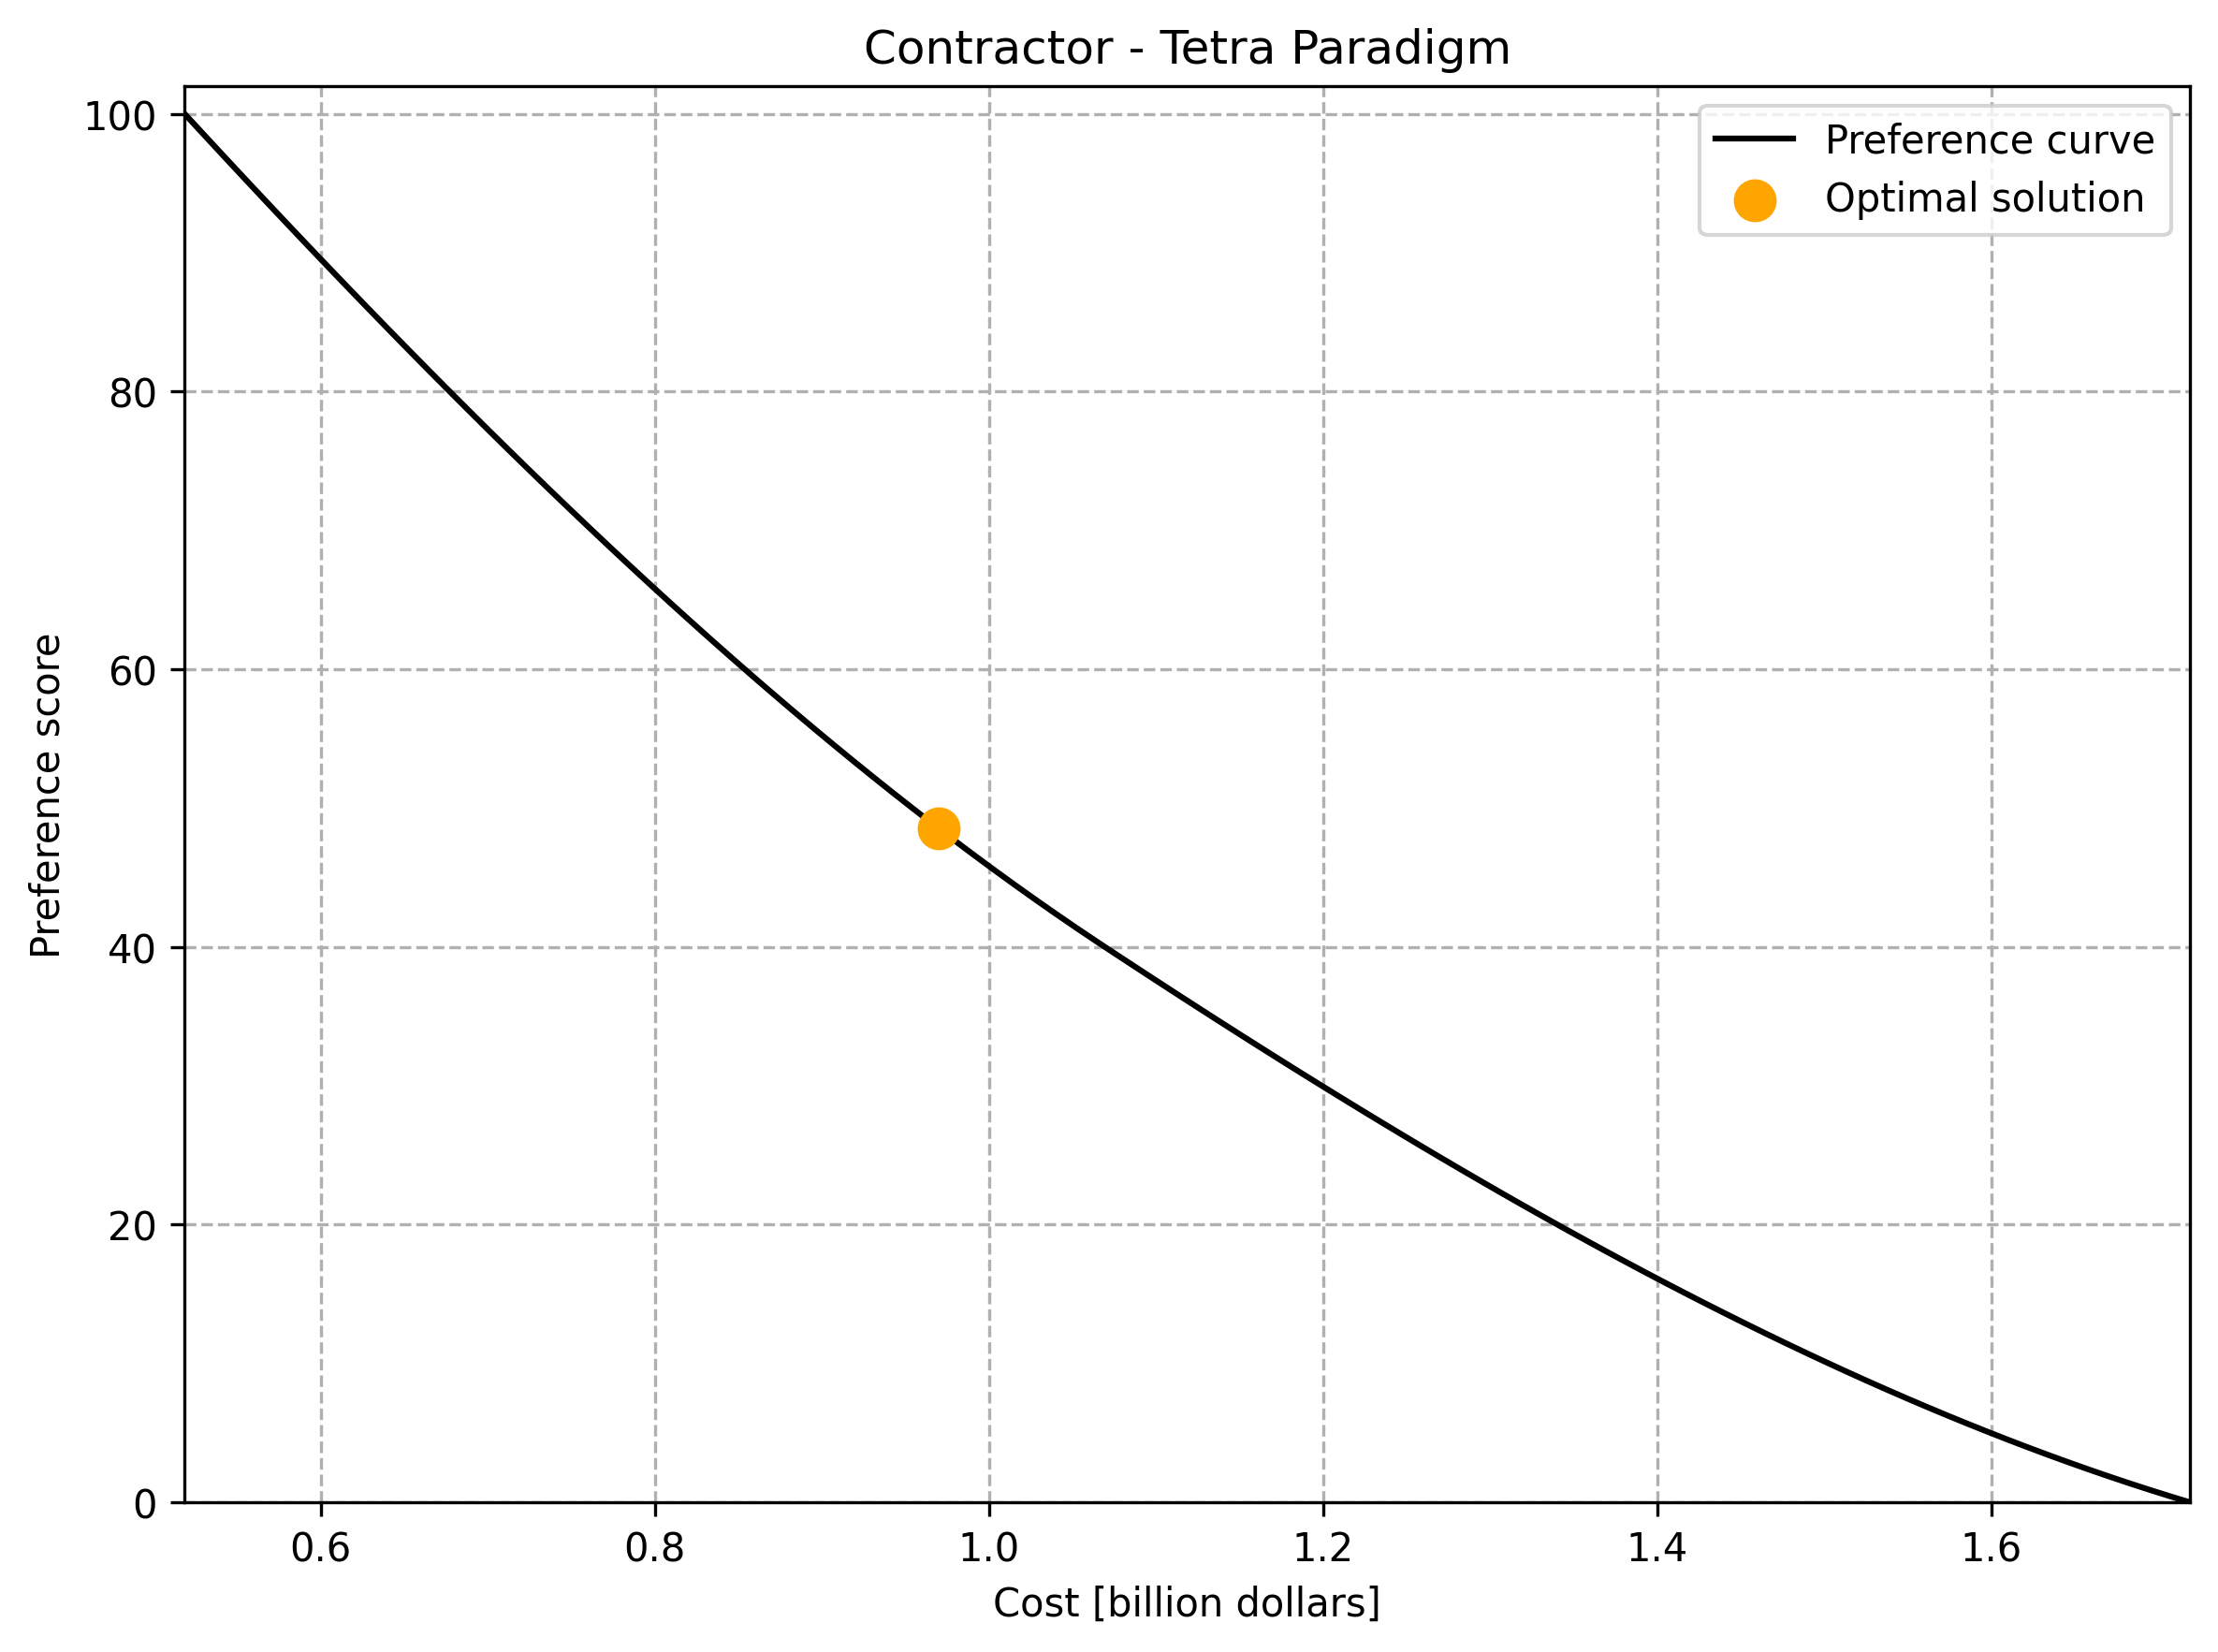 Contractor - Tetra Paradigm
Preference curve
Optimal solution
Preference score
100
80
60
40
20
0
0.6 0.8 1.0 1.2 1.4 1.6
Cost [billion dollars]